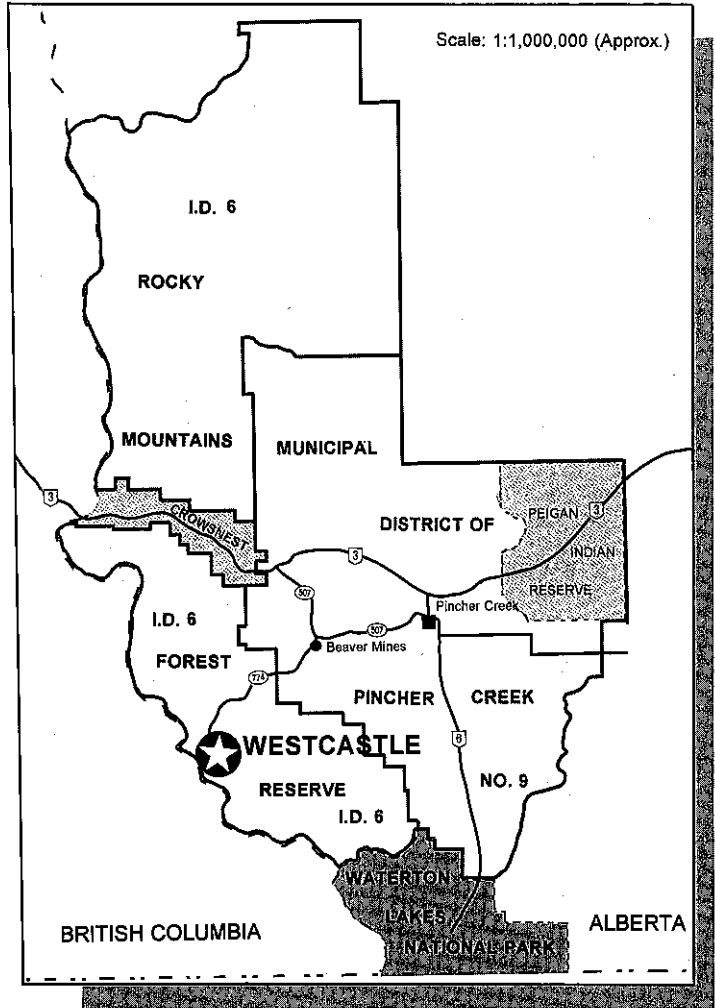 Scale: 1:1,000,000 (Approx.)
I.D. 6
ROCKY
MOUNTAINS
MUNICIPAL
3
CROWSNEST
DISTRICT OF
PEIGAN
3
INDIAN
3
RESERVE
507
Pincher Creek
I.D. 6
507
Beaver Mines
FOREST
774
PINCHER
CREEK
6
WESTCASTLE
NO. 9
RESERVE
I.D. 6
WATERTON
LAKES
NATIONAL PARK
BRITISH COLUMBIA
ALBERTA